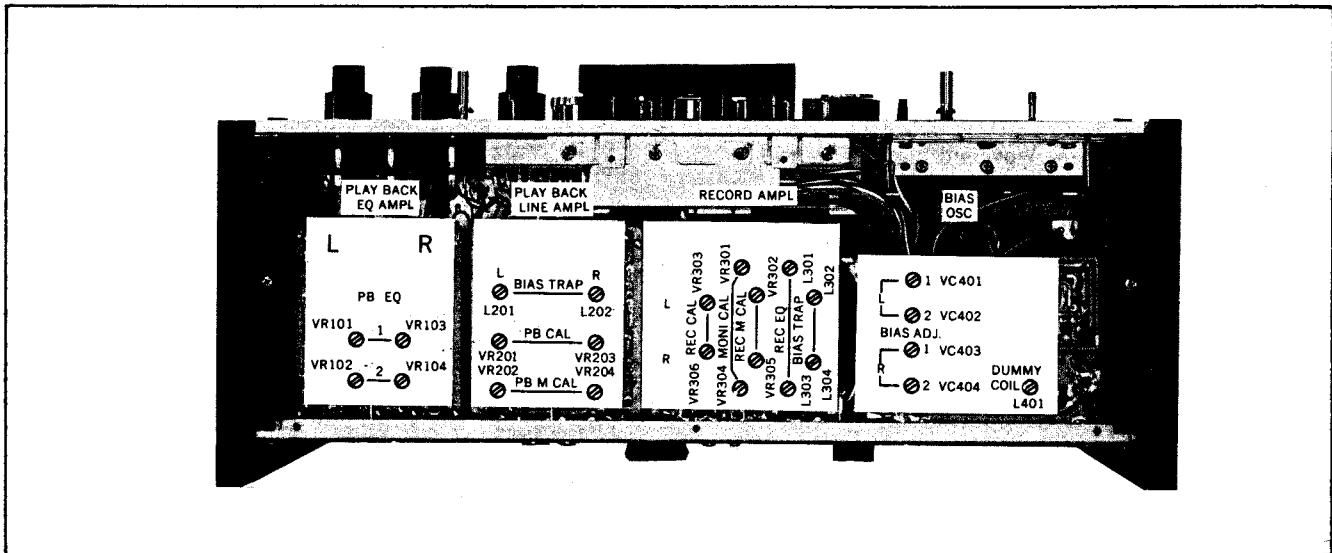 PLAY BACK
EQ AMPL
PLAY BACK
LINE AMPL
RECORD AMPL
BIAS
OSC
L R
PB EQ
VR101 1 VR103
VR102 2 VR104
L R
BIAS TRAP
L201 L202
PB CAL
VR201 VR203
VR202 VR204
PB M CAL
L
R
VR303
REC CAL
VR306
VR301
MONI CAL
VR304
REC M CAL
VR302
VR305
REC EQ
L301
L303
BIAS TRAP
L302
L304
1 VC401
L
2 VC402
BIAS ADJ.
1 VC403
R
2 VC404
DUMMY
COIL
L401